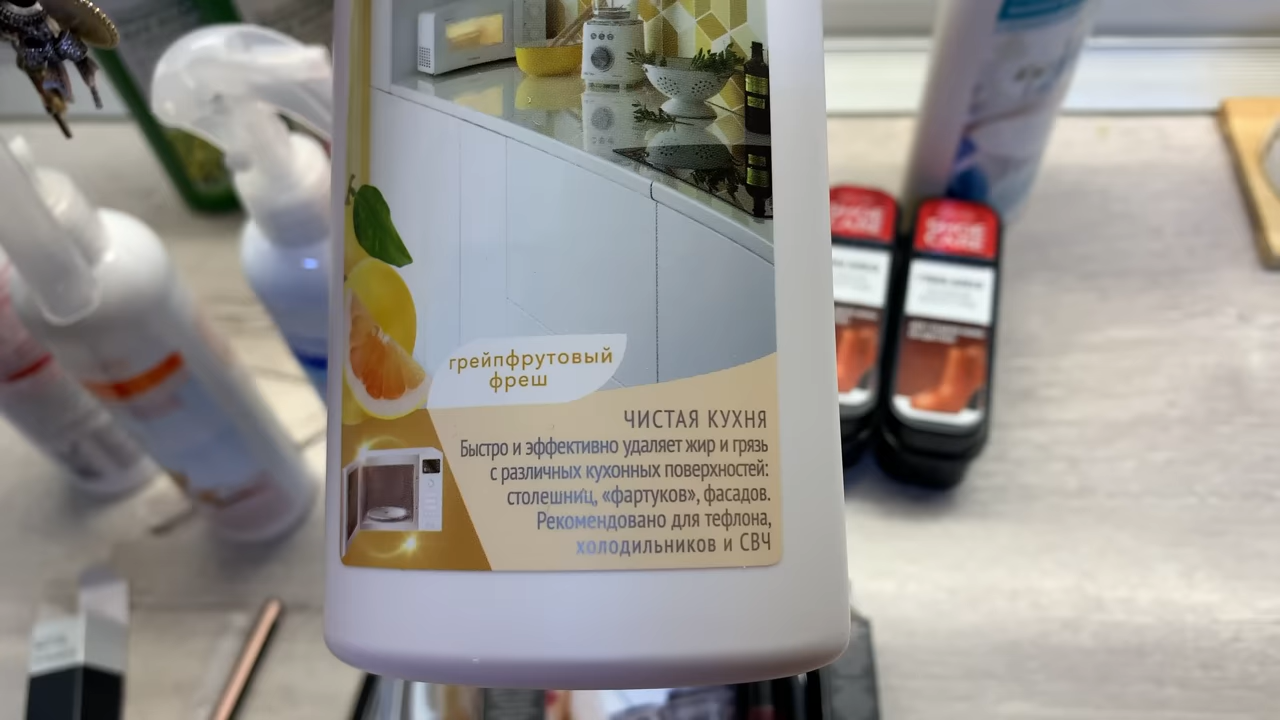 грейпфрутовый
фреш
ЧИСТАЯ КУХНЯ
Быстро и эффективно удаляет жир и грязь
с различных кухонных поверхностей:
столешниц, «фартуков», фасадов.
Рекомендовано для тефлона,
холодильников и СВЧ